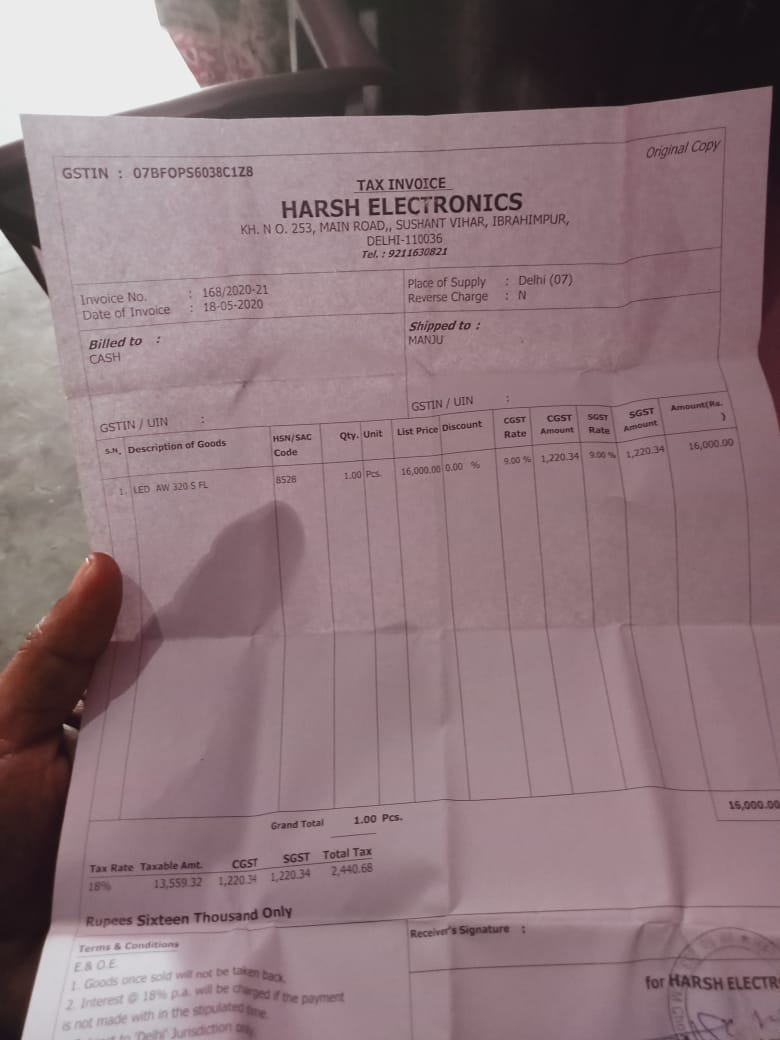 Original Copy
GSTIN : 07BFOPS6038C1Z8
TAX INVOICE
HARSH ELECTRONICS
KH. N O. 253, MAIN ROAD,, SUSHANT VIHAR, IBRAHIMPUR,
DELHI-110036
Tel. : 9211630821
Invoice No. : 168/2020-21
Date of Invoice : 18-05-2020
Place of Supply : Delhi (07)
Reverse Charge : N
Billed to :
CASH
Shipped to :
MANJU
GSTIN / UIN :
GSTIN / UIN :
S.N. Description of Goods HSN/SAC Code Qty. Unit List Price Discount CGST Rate CGST Amount SGST Rate SGST Amount Amount(Rs. )
1. LED AW 320 S FL 8528 1.00 Pcs. 16,000.00 0.00 % 9.00 % 1,220.34 9.00 % 1,220.34 16,000.00
Grand Total 1.00 Pcs. 16,000.00
Tax Rate Taxable Amt. CGST SGST Total Tax
18% 13,559.32 1,220.34 1,220.34 2,440.68
Rupees Sixteen Thousand Only
Terms & Conditions
E.& O.E.
1. Goods once sold will not be taken back.
2. Interest @ 18% p.a. will be charged if the payment
is not made with in the stipulated time.
to 'Delhi' Jurisdiction only.
Receiver's Signature :
for HARSH ELECTR